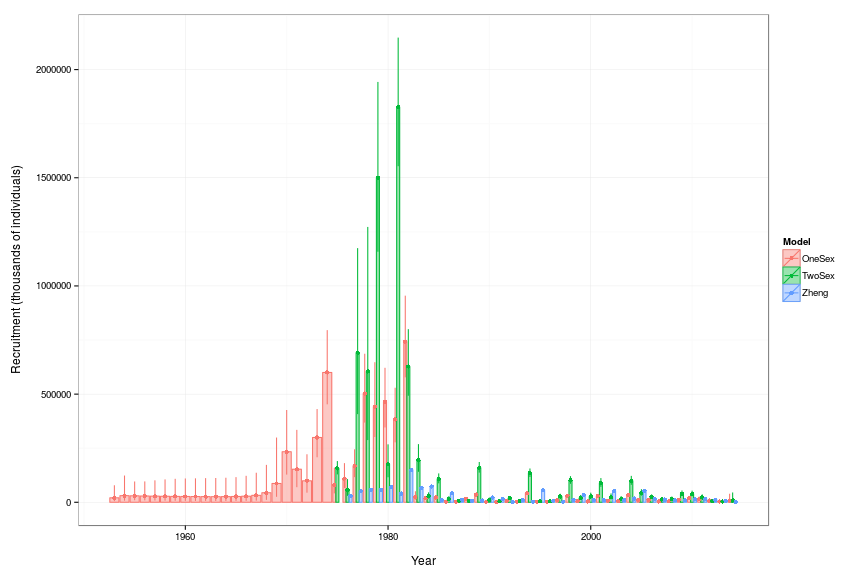 Recruitment (thousands of individuals)
2000000
1500000
1000000
500000
0
1960
1980
2000
Year
Model
OneSex
TwoSex
Zheng